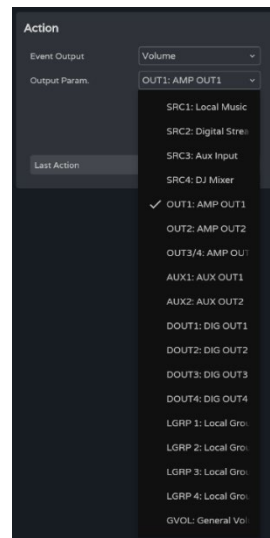 Action
Event Output Volume
Output Param. OUT1: AMP OUT1
SRC1: Local Music
SRC2: Digital Strea
SRC3: Aux Input
Last Action
SRC4: DJ Mixer
OUT1: AMP OUT1
OUT2: AMP OUT2
OUT3/4: AMP OUT
AUX1: AUX OUT1
AUX2: AUX OUT2
DOUT1: DIG OUT1
DOUT2: DIG OUT2
DOUT3: DIG OUT3
DOUT4: DIG OUT4
LGRP 1: Local Grou
LGRP 2: Local Grou
LGRP 3: Local Grou
LGRP 4: Local Grou
GVOL: General Vol